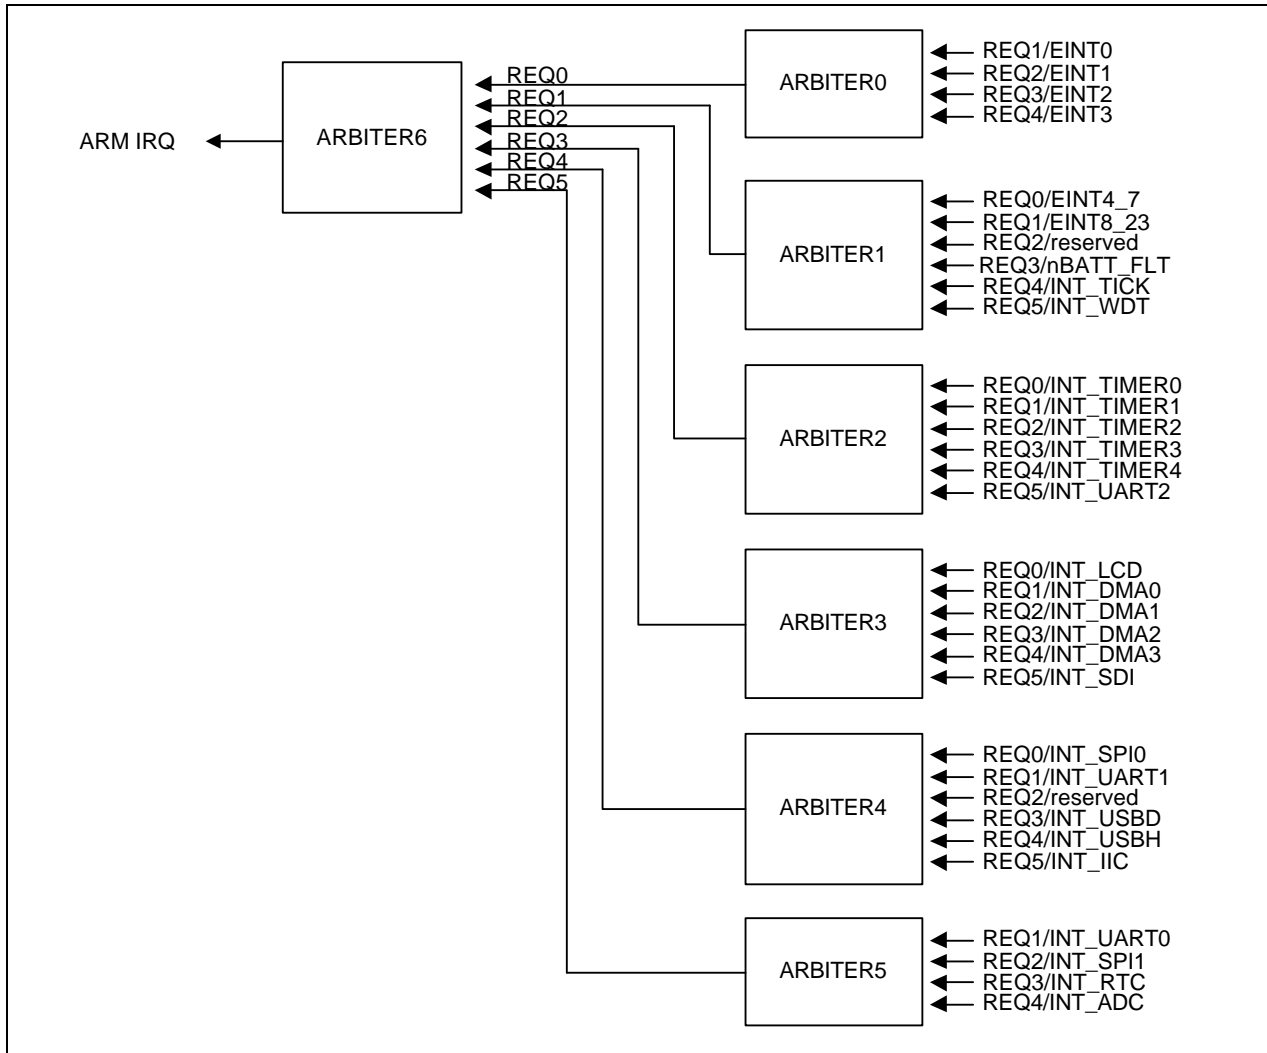 ARM IRQ
ARBITER6
REQ0
REQ1
REQ2
REQ3
REQ4
REQ5
ARBITER0
REQ1/EINT0
REQ2/EINT1
REQ3/EINT2
REQ4/EINT3
ARBITER1
REQ0/EINT4_7
REQ1/EINT8_23
REQ2/reserved
REQ3/nBATT_FLT
REQ4/INT_TICK
REQ5/INT_WDT
ARBITER2
REQ0/INT_TIMER0
REQ1/INT_TIMER1
REQ2/INT_TIMER2
REQ3/INT_TIMER3
REQ4/INT_TIMER4
REQ5/INT_UART2
ARBITER3
REQ0/INT_LCD
REQ1/INT_DMA0
REQ2/INT_DMA1
REQ3/INT_DMA2
REQ4/INT_DMA3
REQ5/INT_SDI
ARBITER4
REQ0/INT_SPI0
REQ1/INT_UART1
REQ2/reserved
REQ3/INT_USBD
REQ4/INT_USBH
REQ5/INT_IIC
ARBITER5
REQ1/INT_UART0
REQ2/INT_SPI1
REQ3/INT_RTC
REQ4/INT_ADC